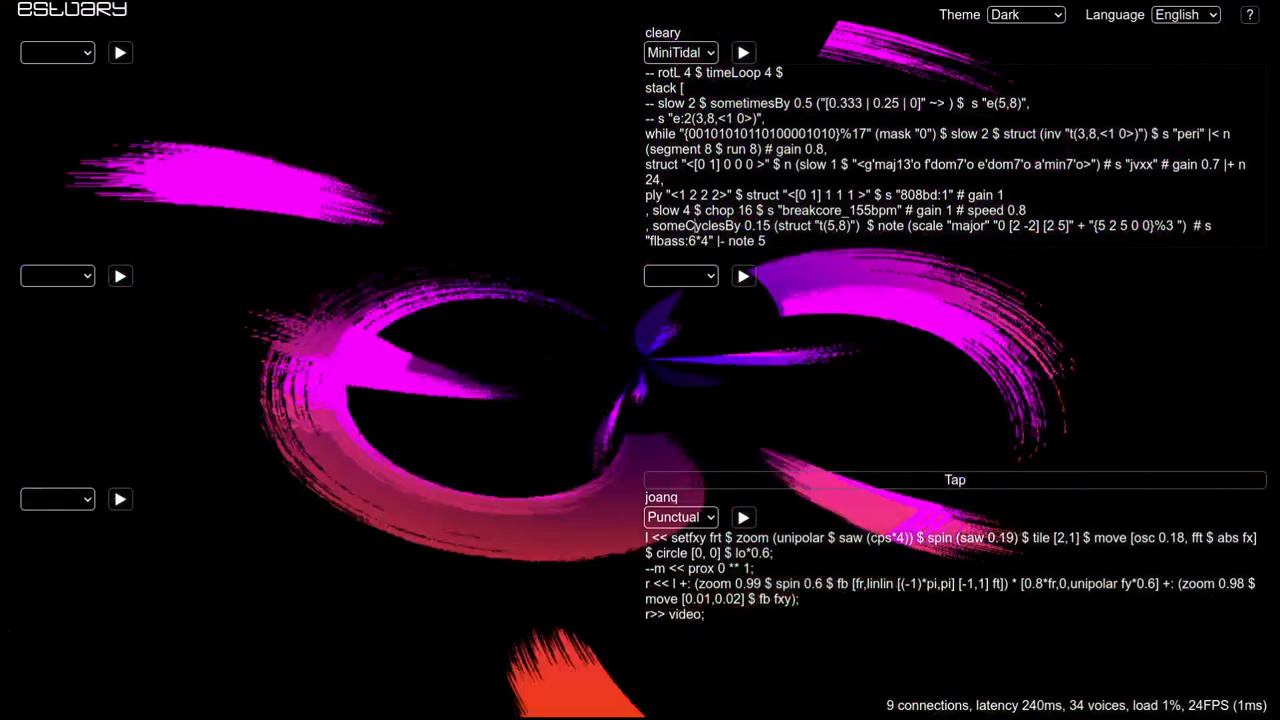 ESTUARY
Theme Dark Language English ?
cleary
MiniTidal
-- rotL 4 $ timeLoop 4 $
stack [
-- slow 2 $ sometimesBy 0.5 ("[0.333 | 0.25 | 0]" ~> ) $  s "e(5,8)",
-- s "e:2(3,8,<1 0>)",
while "{00101010110100001010}%17" (mask "0") $ slow 2 $ struct (inv "t(3,8,<1 0>)") $ s "peri" |< n
(segment 8 $ run 8) # gain 0.8,
struct "<[0 1] 0 0 0 >" $ n (slow 1 $ "<g'maj13'o f'dom7'o e'dom7'o a'min7'o>") # s "jvxx" # gain 0.7 |+ n
24,
ply "<1 2 2 2>" $ struct "<[0 1] 1 1 1 >" $ s "808bd:1" # gain 1
, slow 4 $ chop 16 $ s "breakcore_155bpm" # gain 1 # speed 0.8
, someCyclesBy 0.15 (struct "t(5,8)")  $ note (scale "major" "0 [2 -2] [2 5]" + "{5 2 5 0 0}%3 ")  # s
"flbass:6*4" |- note 5
Tap
joanq
Punctual
l << setfxy frt $ zoom (unipolar $ saw (cps*4)) $ spin (saw 0.19) $ tile [2,1] $ move [osc 0.18, fft $ abs fx]
$ circle [0, 0] $ lo*0.6;
--m << prox 0 ** 1;
r << l +: (zoom 0.99 $ spin 0.6 $ fb [fr,linlin [(-1)*pi,pi] [-1,1] ft]) * [0.8*fr,0,unipolar fy*0.6] +: (zoom 0.98 $
move [0.01,0.02] $ fb fxy);
r>> video;
9 connections, latency 240ms, 34 voices, load 1%, 24FPS (1ms)